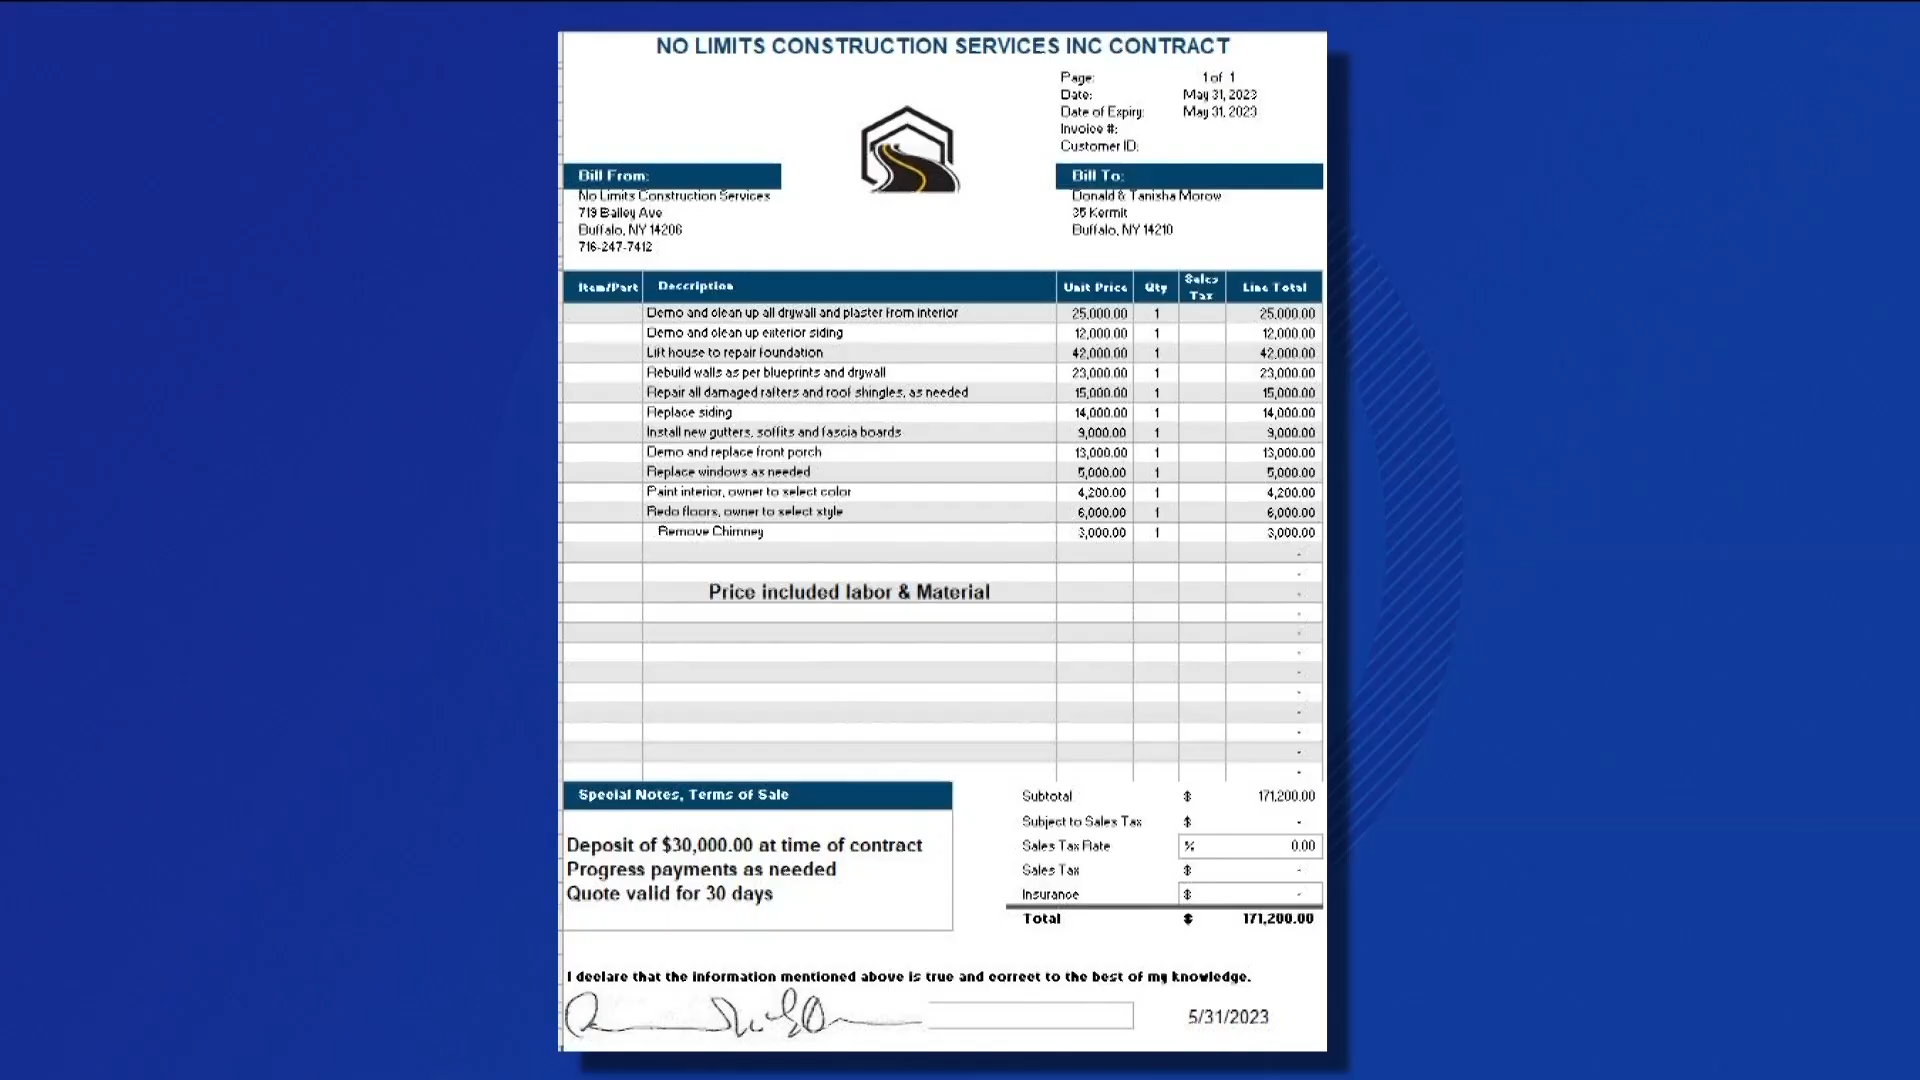 NO LIMITS CONSTRUCTION SERVICES INC CONTRACT
Page: 1 of 1
Date: May 31, 2023
Date of Expiry: May 31, 2023
Invoice #:
Customer ID:
Bill From:
No Limits Construction Services
719 Bailey Ave
Buffalo, NY 14206
716-247-7412
Bill To:
Donald & Tanisha Morow
35 Kermit
Buffalo, NY 14210
Item/Part Description Unit Price Qty Sales Tax Line Total
Demo and clean up all drywall and plaster from interior 25,000.00 1 25,000.00
Demo and clean up exterior siding 12,000.00 1 12,000.00
Lift house to repair foundation 42,000.00 1 42,000.00
Rebuild walls as per blueprints and drywall 23,000.00 1 23,000.00
Repair all damaged rafters and roof shingles, as needed 15,000.00 1 15,000.00
Replace siding 14,000.00 1 14,000.00
Install new gutters, soffits and fascia boards 9,000.00 1 9,000.00
Demo and replace front porch 13,000.00 1 13,000.00
Replace windows as needed 5,000.00 1 5,000.00
Paint interior, owner to select color 4,200.00 1 4,200.00
Redo floors, owner to select style 6,000.00 1 6,000.00
Remove Chimney 3,000.00 1 3,000.00
Price included labor & Material
Special Notes, Terms of Sale
Deposit of $30,000.00 at time of contract
Progress payments as needed
Quote valid for 30 days
Subtotal $ 171,200.00
Subject to Sales Tax $ -
Sales Tax Rate % 0.00
Sales Tax $ -
Insurance $ -
Total $ 171,200.00
I declare that the information mentioned above is true and correct to the best of my knowledge.
5/31/2023